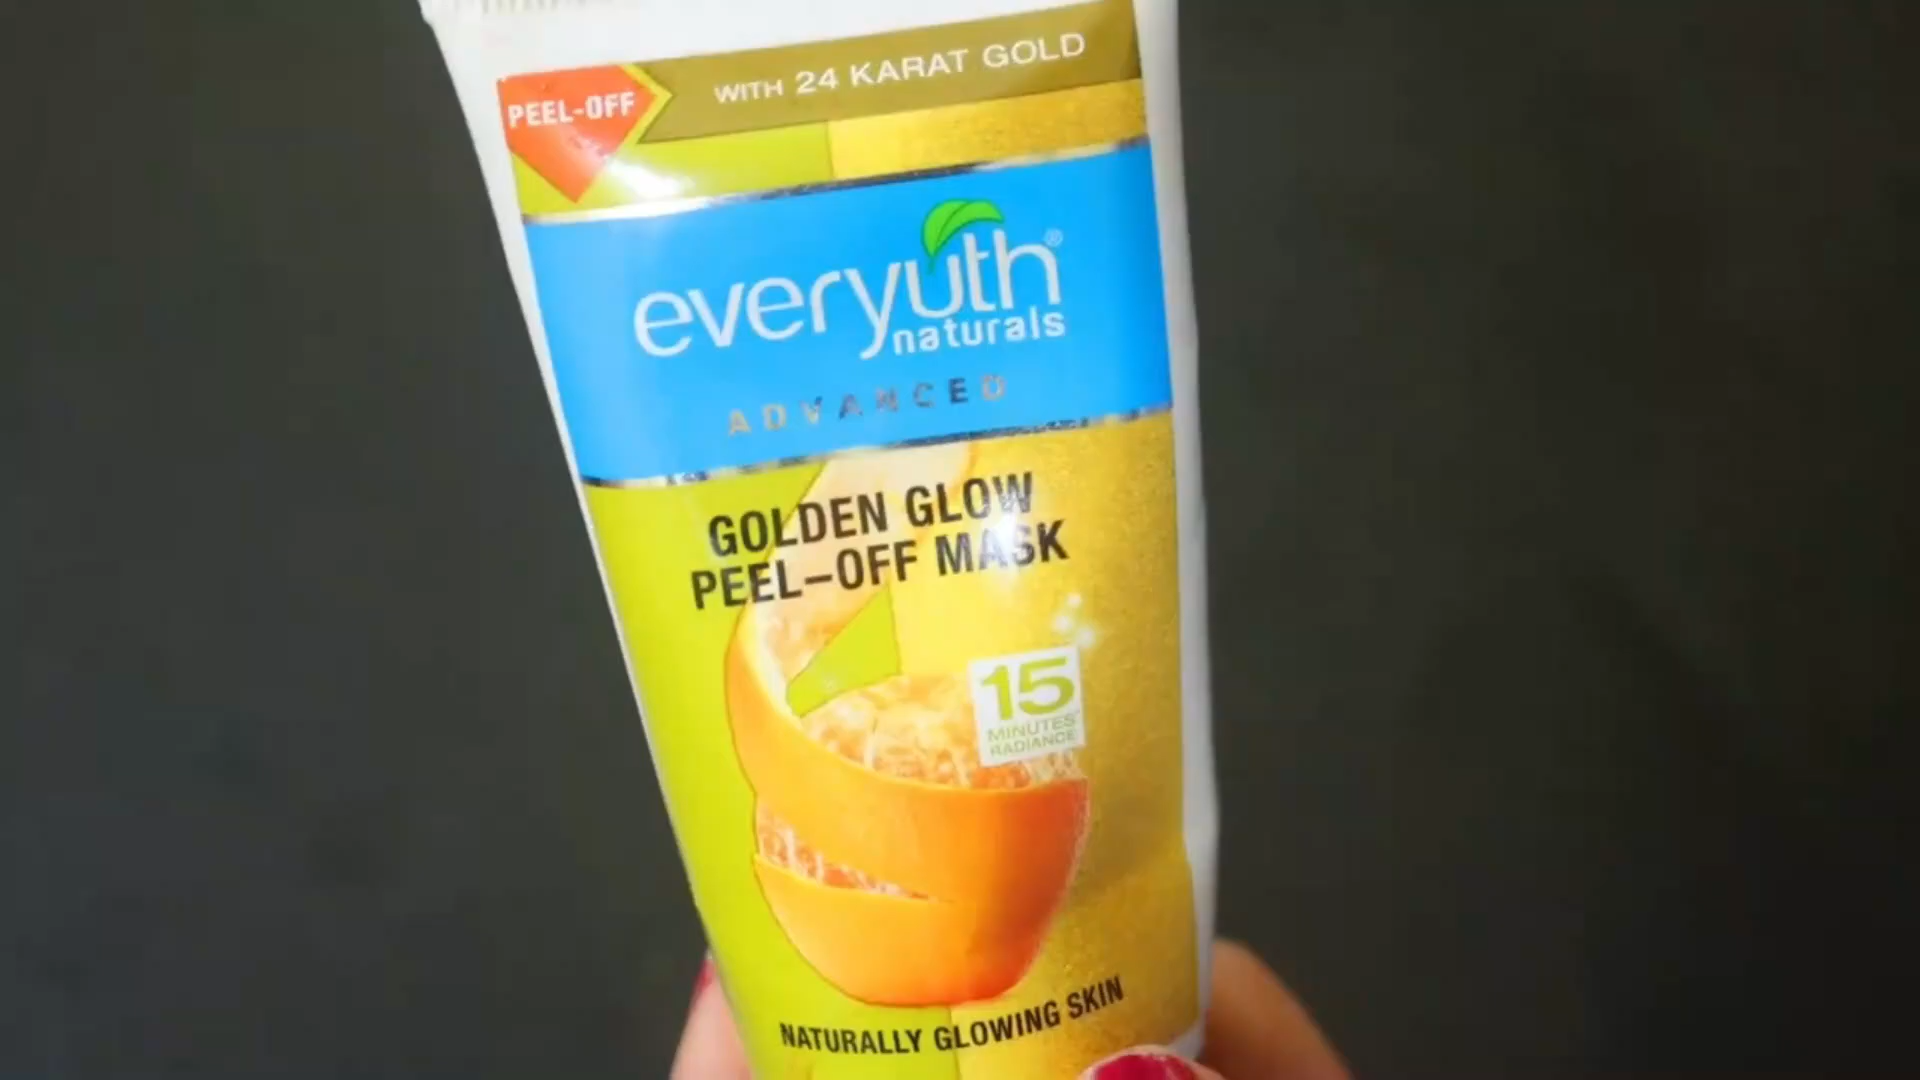 PEEL-OFF
WITH 24 KARAT GOLD
everyuth®
naturals
ADVANCED
GOLDEN GLOW
PEEL-OFF MASK
15
MINUTES*
RADIANCE
NATURALLY GLOWING SKIN